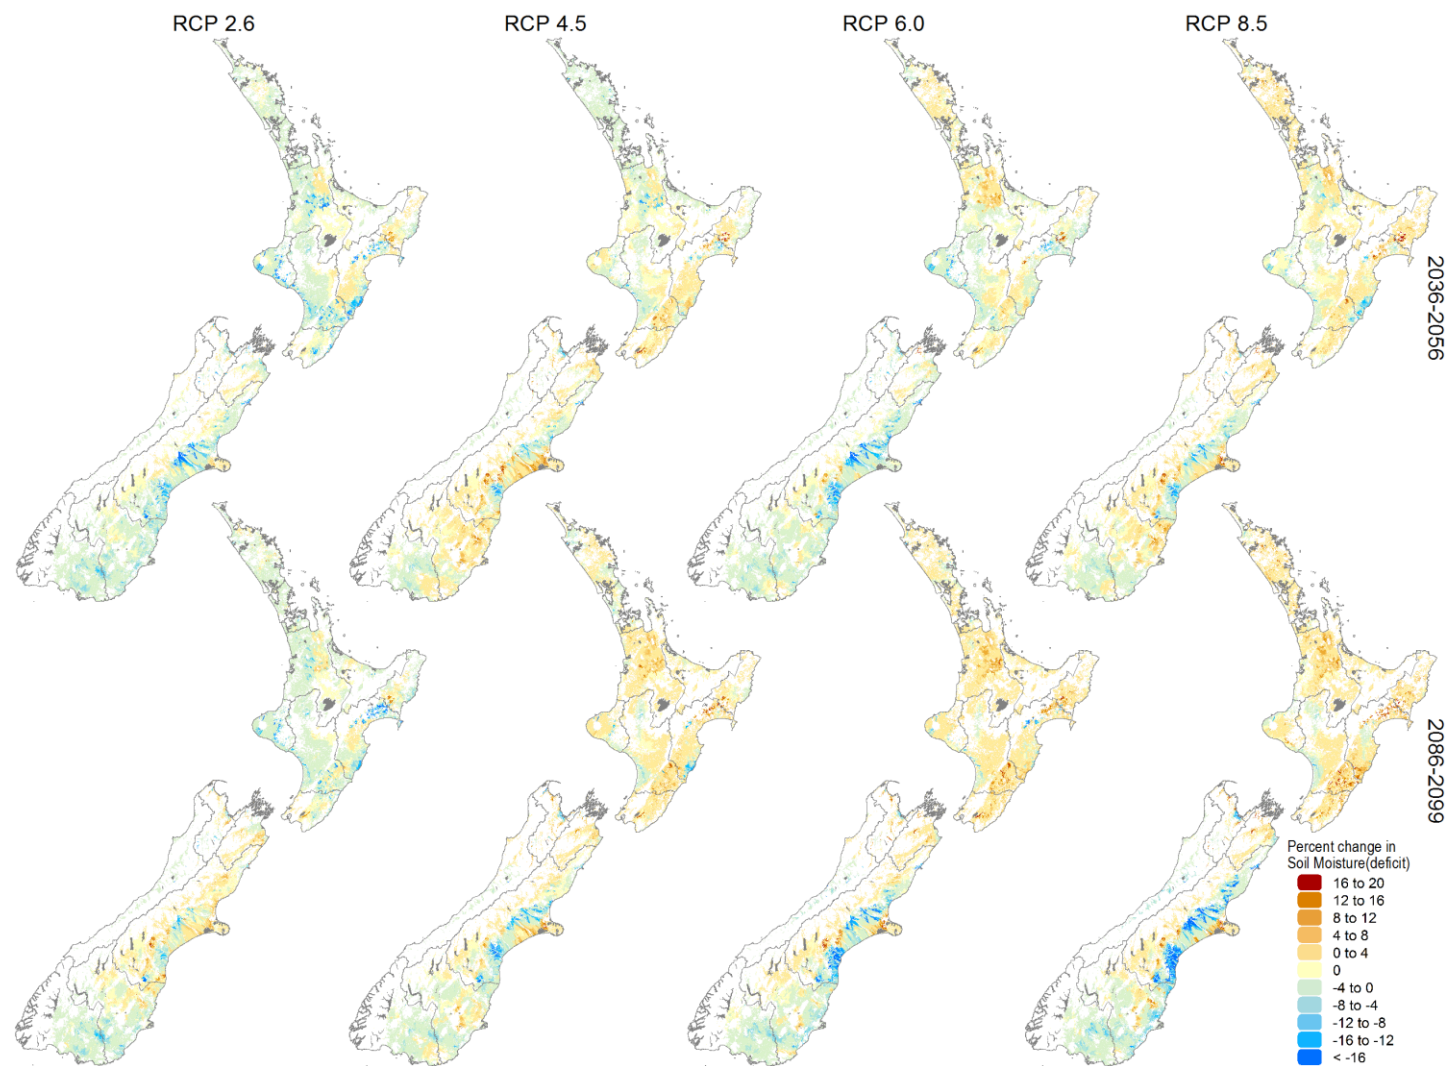 RCP 2.6
RCP 4.5
RCP 6.0
RCP 8.5
2036-2056
2086-2099
Percent change in
Soil Moisture(deficit)
16 to 20
12 to 16
8 to 12
4 to 8
0 to 4
0
-4 to 0
-8 to -4
-12 to -8
-16 to -12
< -16